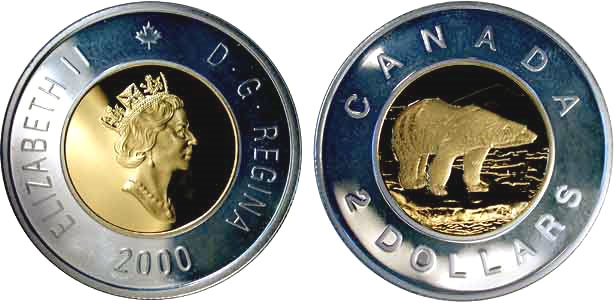 ELIZABETH II D·G·REGINA
2000
CANADA
2 DOLLARS